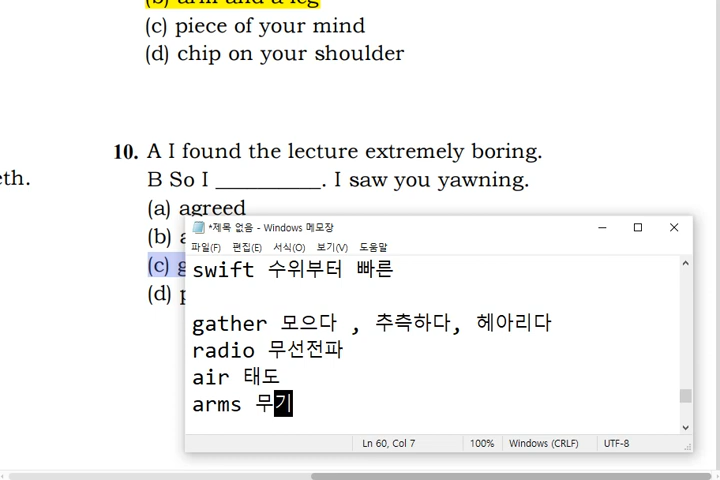 (b) arm and a leg
(c) piece of your mind
(d) chip on your shoulder
eth.
10. A I found the lecture extremely boring.
B So I __________. I saw you yawning.
(a) agreed
(b) a
(c) g
(d) p
*제목 없음 - Windows 메모장
파일(F) 편집(E) 서식(O) 보기(V) 도움말
swift 수위부터 빠른
gather 모으다 , 추측하다, 헤아리다
radio 무선전파
air 태도
arms 무기
Ln 60, Col 7 100% Windows (CRLF) UTF-8